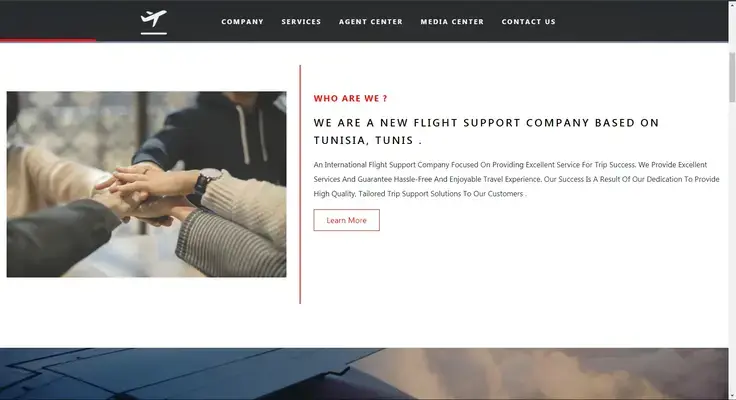 COMPANY SERVICES AGENT CENTER MEDIA CENTER CONTACT US
WHO ARE WE ?
WE ARE A NEW FLIGHT SUPPORT COMPANY BASED ON
TUNISIA, TUNIS .
An International Flight Support Company Focused On Providing Excellent Service For Trip Success. We Provide Excellent
Services And Guarantee Hassle-Free And Enjoyable Travel Experience. Our Success Is A Result Of Our Dedication To Provide
High Quality, Tailored Trip Support Solutions To Our Customers .
Learn More